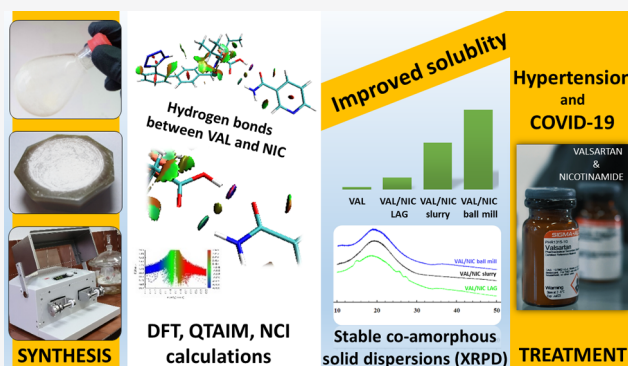 SYNTHESIS
Hydrogen bonds
between VAL and NIC
DFT, QTAIM, NCI
calculations
Improved solublity
VAL
VAL/NIC
LAG
VAL/NIC
slurry
VAL/NIC
ball mill
VAL/NIC ball mill
VAL/NIC slurry
VAL/NIC LAG
10
20
30
40
50
Stable co-amorphous
solid dispersions (XRPD)
Hypertension
and
COVID-19
VALSARTAN
&
NICOTINAMIDE
Valsartan
TREATMENT